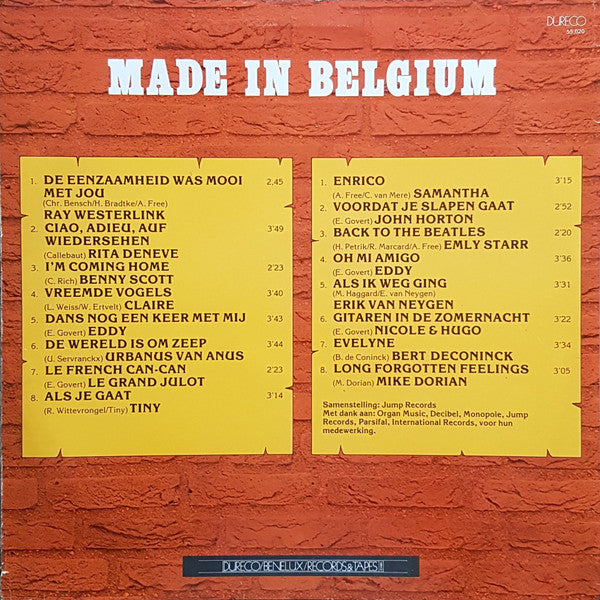 DURECO
55.020
MADE IN BELGIUM
1. DE EENZAAMHEID WAS MOOI 2,45
MET JOU
(Chr. Bensch/H. Bradtke/A. Free)
RAY WESTERLINK
2. CIAO, ADIEU, AUF 3'49
WIEDERSEHEN
(Callebaut) RITA DENEVE
3. I'M COMING HOME 2'23
(C. Rich) BENNY SCOTT
4. VREEMDE VOGELS 3'40
(L. Weiss/W. Ertvelt) CLAIRE
5. DANS NOG EEN KEER MET MIJ 3'43
(E. Govert) EDDY
6. DE WERELD IS OM ZEEP 3'44
(U. Servranckx) URBANUS VAN ANUS
7. LE FRENCH CAN-CAN 2'23
(E. Govert) LE GRAND JULOT
8. ALS JE GAAT 3'14
(R. Wittevrongel/Tiny) TINY
1. ENRICO 3'15
(A. Free/C. van Mere) SAMANTHA
2. VOORDAT JE SLAPEN GAAT 2'52
(E. Govert) JOHN HORTON
3. BACK TO THE BEATLES 2'20
(H. Petrik/R. Marcard/A. Free) EMLY STARR
4. OH MI AMIGO 3'36
(E. Govert) EDDY
5. ALS IK WEG GING 3'31
(M. Haggard/E. van Neygen)
ERIK VAN NEYGEN
6. GITAREN IN DE ZOMERNACHT 3'22
(E. Govert) NICOLE & HUGO
7. EVELYNE 3'34
(B. de Coninck) BERT DECONINCK
8. LONG FORGOTTEN FEELINGS 3'05
(M. Dorian) MIKE DORIAN
Samenstelling: Jump Records
Met dank aan: Organ Music, Decibel, Monopole, Jump
Records, Parsifal, International Records, voor hun
medewerking.
DURECO/BENELUX/RECORDS&TAPES